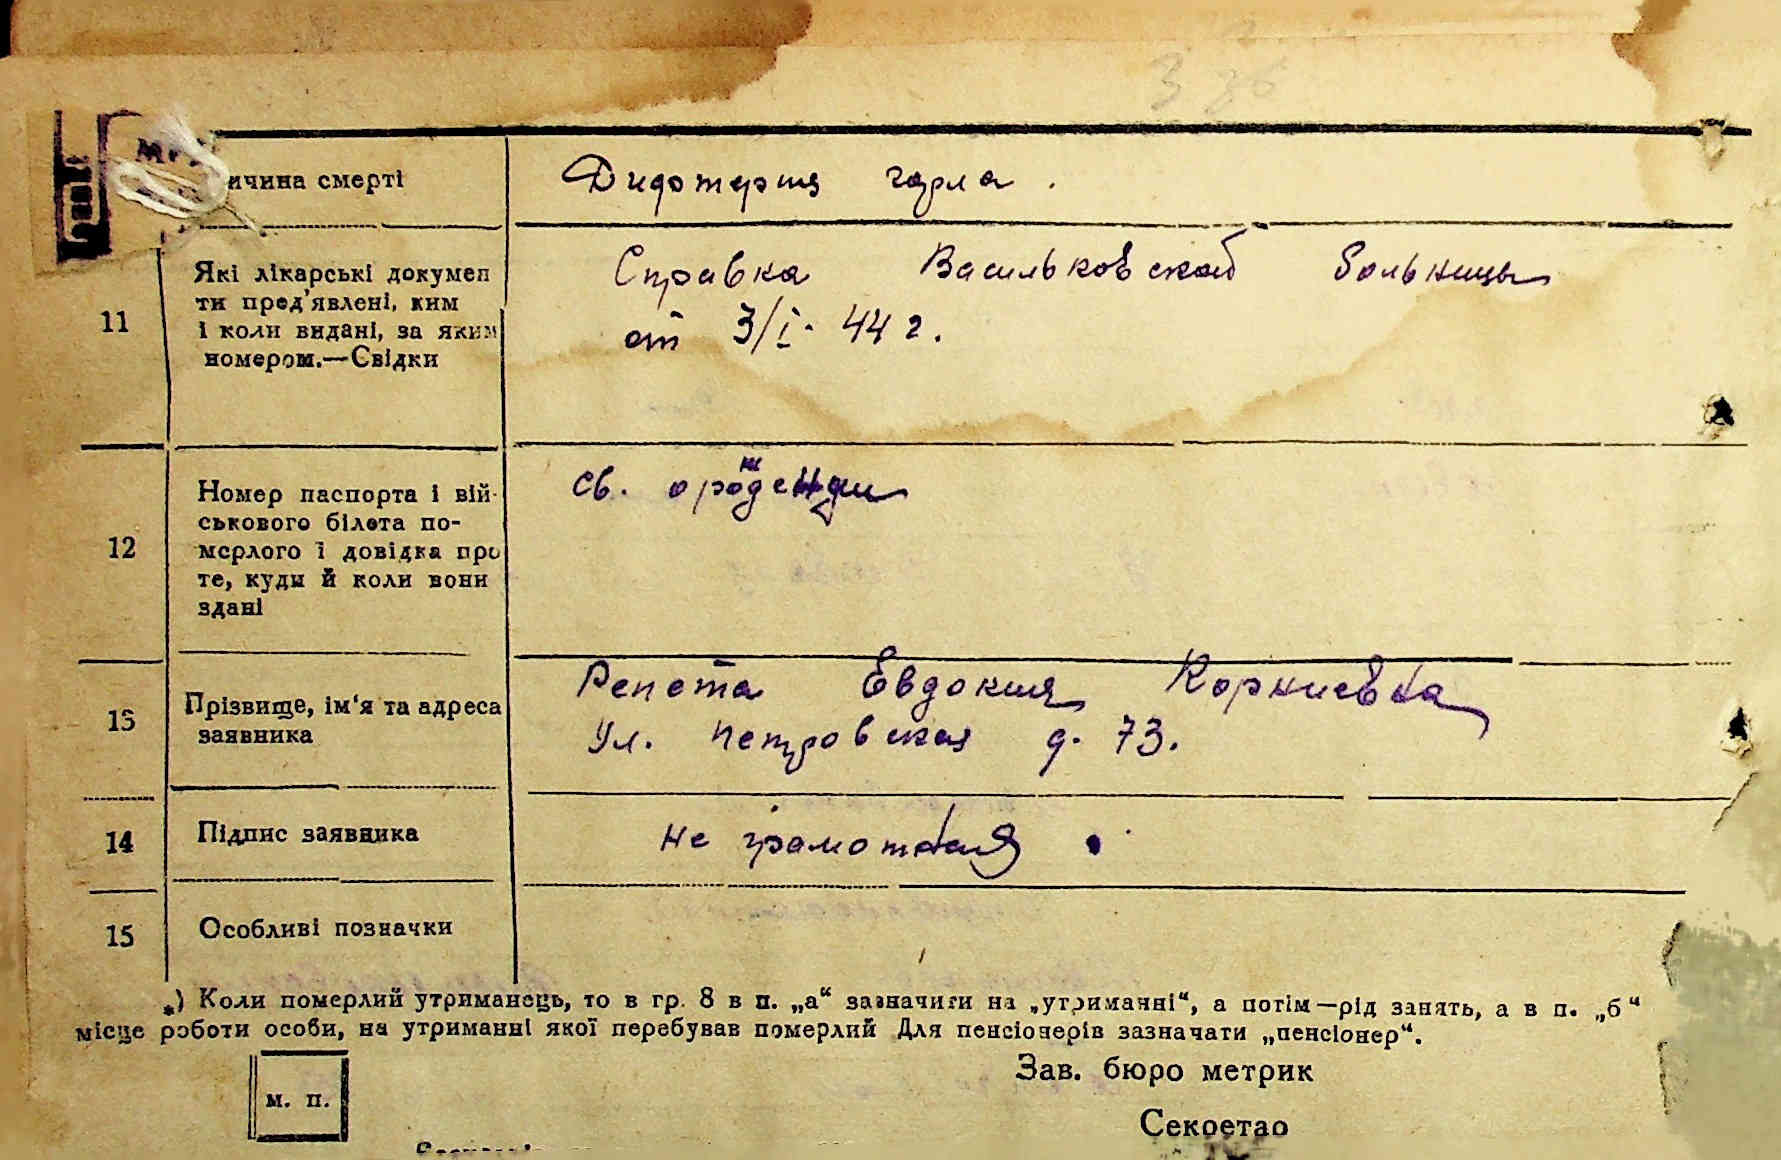 ичина смерті
Дифтерия горла.
11
Які лікарські докумен
ти пред'явлені, ким
і коли видані, за яким
номером.—Свідки
Справка Васильковской больницы
от 3/I. 44 г.
12
Номер паспорта і вій-
ськового білета по-
мерлого і довідка про
те, куди й коли вони
здані
св. о рождении
13
Прізвище, ім'я та адреса
заявника
Репета Евдокия Корниевна
Ул. Петровская д. 73.
14
Підпис заявника
не грамотная
15
Особливі позначки
*) Коли померлий утриманець, то в гр. 8 в п. „а“ зазначити на „утриманні“, а потім—рід занять, а в п. „б“
місце роботи особи, на утриманні якої перебував померлий Для пенсіонерів зазначати „пенсіонер“.
м. п.
Зав. бюро метрик
Секретар